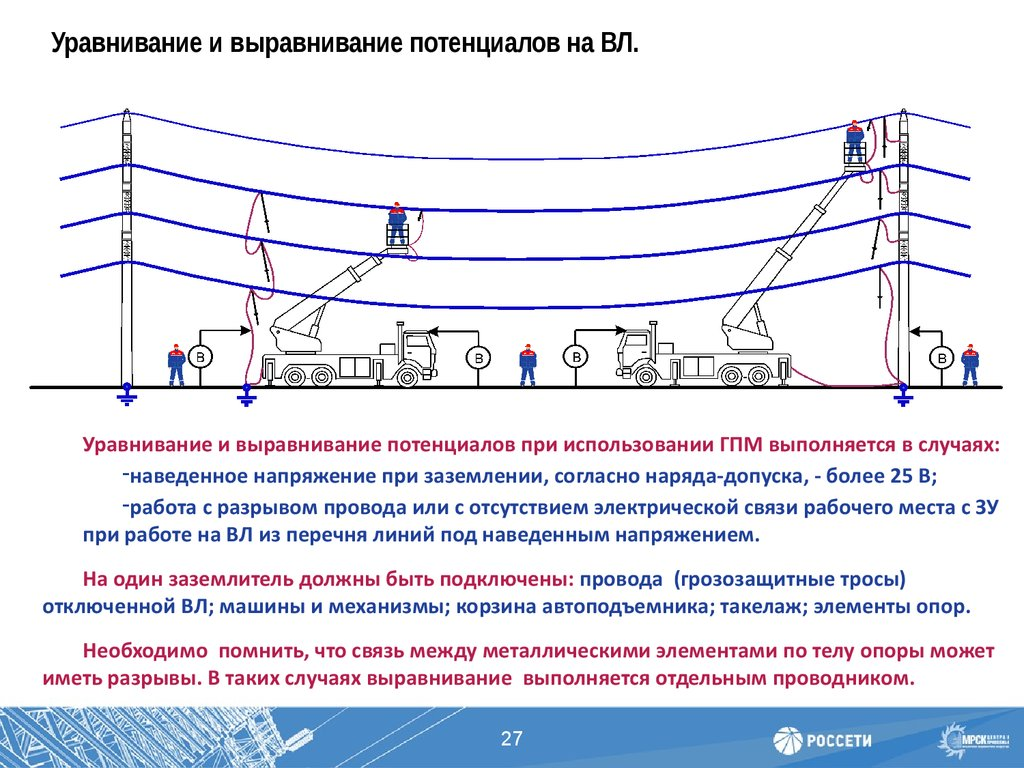 Уравнивание и выравнивание потенциалов на ВЛ.
В
В
В
В
Уравнивание и выравнивание потенциалов при использовании ГПМ выполняется в случаях:
-наведенное напряжение при заземлении, согласно наряда-допуска, - более 25 В;
-работа с разрывом провода или с отсутствием электрической связи рабочего места с ЗУ
при работе на ВЛ из перечня линий под наведенным напряжением.
На один заземлитель должны быть подключены: провода (грозозащитные тросы)
отключенной ВЛ; машины и механизмы; корзина автоподъемника; такелаж; элементы опор.
Необходимо помнить, что связь между металлическими элементами по телу опоры может
иметь разрывы. В таких случаях выравнивание выполняется отдельным проводником.
27
РОССЕТИ
МРСК ЦЕНТРА И
ПРИВОЛЖЬЯ